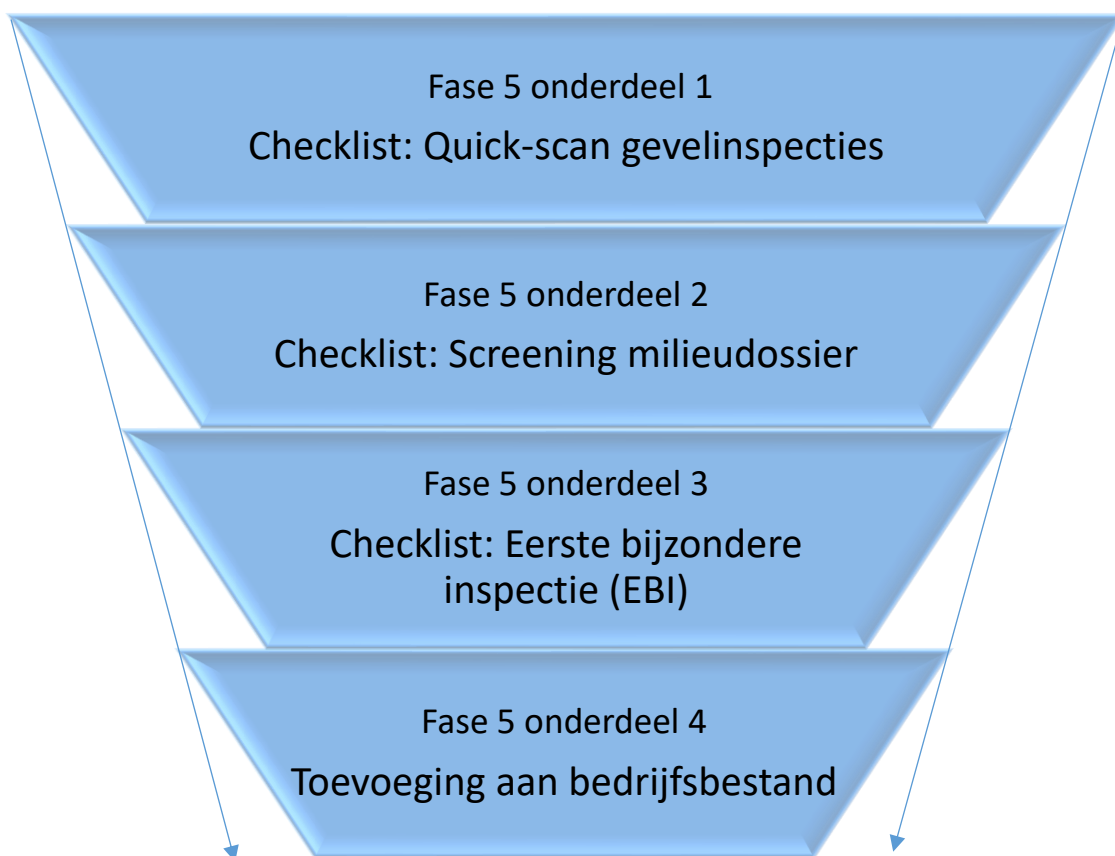 Fase 5 onderdeel 1
Checklist: Quick-scan gevelinspecties
Fase 5 onderdeel 2
Checklist: Screening milieudossier
Fase 5 onderdeel 3
Checklist: Eerste bijzondere
inspectie (EBI)
Fase 5 onderdeel 4
Toevoeging aan bedrijfsbestand